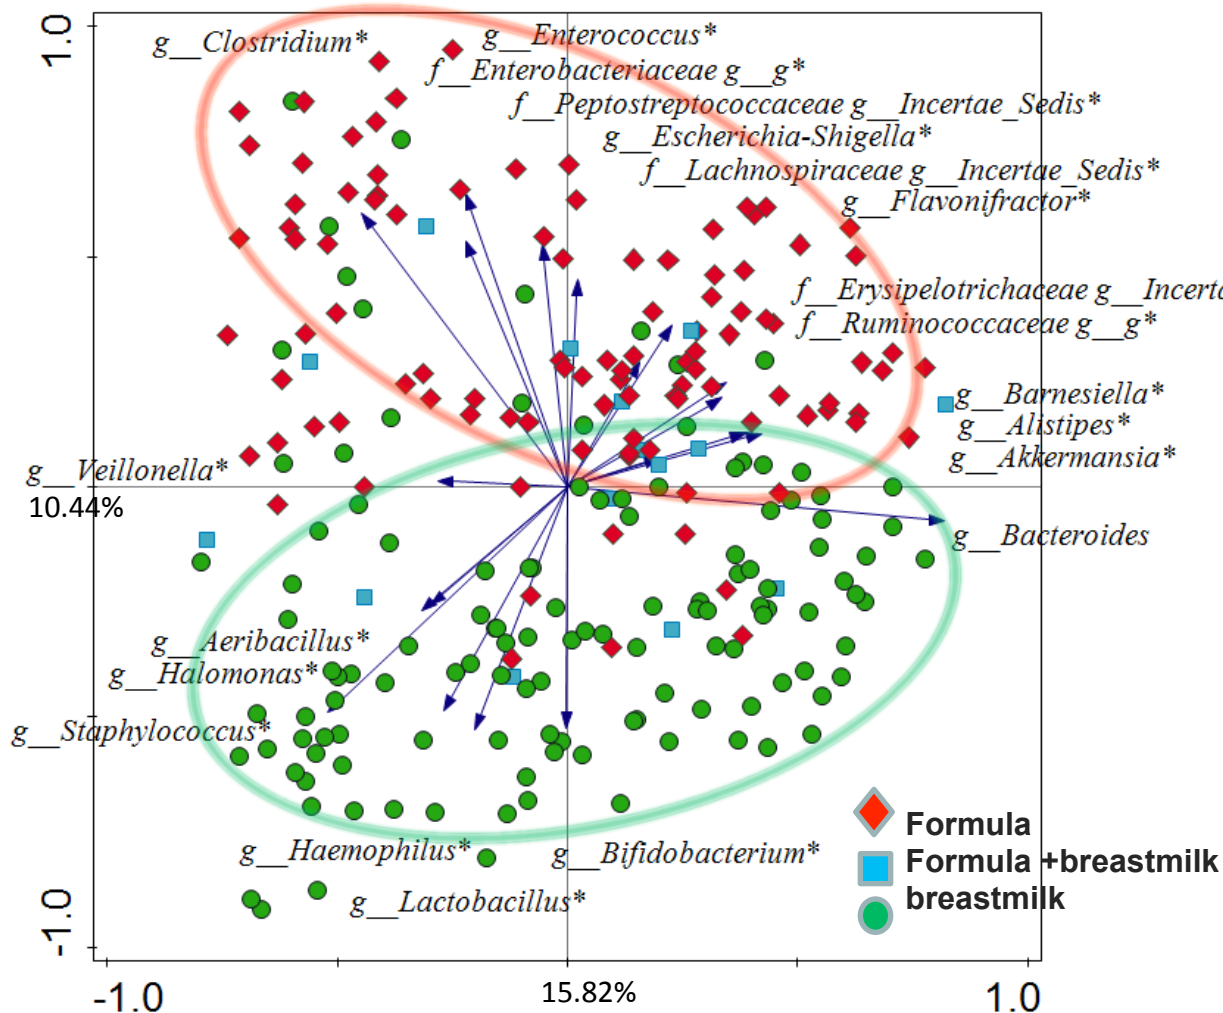 1.0
g__Clostridium*
g__Enterococcus*
f__Enterobacteriaceae g__g*
f__Peptostreptococcaceae g__Incertae_Sedis*
g__Escherichia-Shigella*
f__Lachnospiraceae g__Incertae_Sedis*
g__Flavonifractor*
f__Erysipelotrichaceae g__Incerta
f__Ruminococcaceae g__g*
g__Barnesiella*
g__Alistipes*
g__Akkermansia*
g__Veillonella*
10.44%
g__Bacteroides
g__Aeribacillus*
g__Halomonas*
g__Staphylococcus*
Formula
Formula +breastmilk
breastmilk
g__Haemophilus*
g__Bifidobacterium*
g__Lactobacillus*
-1.0
-1.0
15.82%
1.0